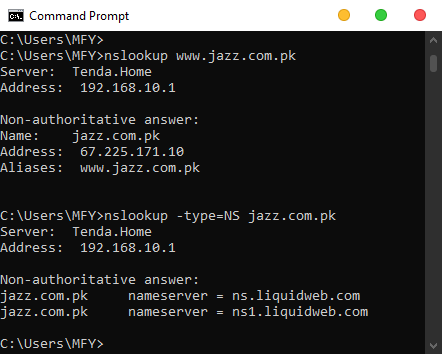 Command Prompt
C:\Users\MFY>
C:\Users\MFY>nslookup www.jazz.com.pk
Server:  Tenda.Home
Address:  192.168.10.1
Non-authoritative answer:
Name:    jazz.com.pk
Address:  67.225.171.10
Aliases:  www.jazz.com.pk
C:\Users\MFY>nslookup -type=NS jazz.com.pk
Server:  Tenda.Home
Address:  192.168.10.1
Non-authoritative answer:
jazz.com.pk     nameserver = ns.liquidweb.com
jazz.com.pk     nameserver = ns1.liquidweb.com
C:\Users\MFY>